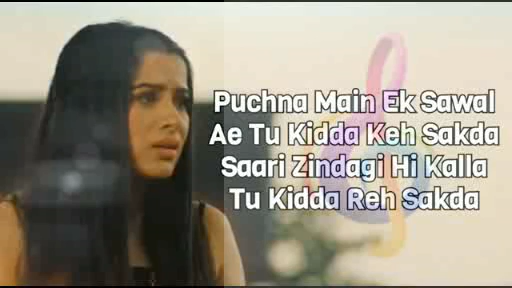 Puchna Main Ek Sawal
Ae Tu Kidda Keh Sakda
Saari Zindagi Hi Kalla
Tu Kidda Reh Sakda